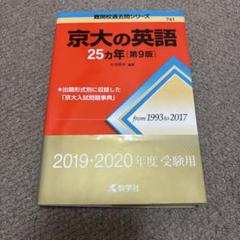 難関校過去問シリーズ
741
京大の英語
25カ年[第9版]
編著
●出題形式別に収録した
「京大入試問題事典」
from 1993 to 2017
2019・2020年度 受験用
教学社